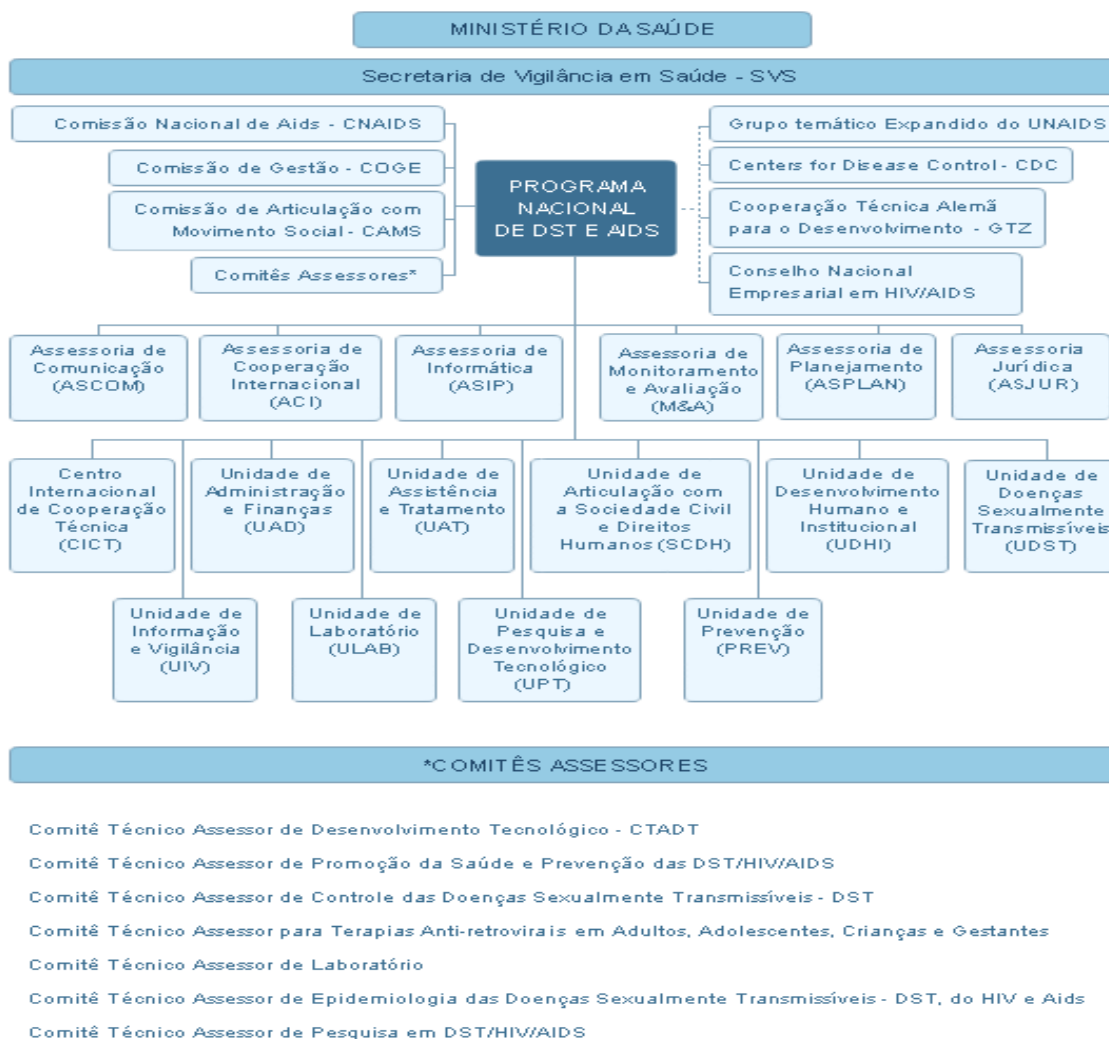 MINISTÉRIO DA SAÚDE
Secretaria de Vigilância em Saúde - SVS
Comissão Nacional de Aids - CNAIDS
Comissão de Gestão - COGE
Comissão de Articulação com
Movimento Social - CAMS
Comitês Assessores*
PROGRAMA
NACIONAL
DE DST E AIDS
Grupo temático Expandido do UNAIDS
Centers for Disease Control - CDC
Cooperação Técnica Alemã
para o Desenvolvimento - GTZ
Conselho Nacional
Empresarial em HIV/AIDS
Assessoria de
Comunicação
(ASCOM)
Assessoria de
Cooperação
Internacional
(ACI)
Assessoria de
Informática
(ASIP)
Assessoria de
Monitoramento
e Avaliação
(M&A)
Assessoria de
Planejamento
(ASPLAN)
Assessoria
Jurídica
(ASJUR)
Centro
Internacional
de Cooperação
Técnica
(CICT)
Unidade de
Administração
e Finanças
(UAD)
Unidade de
Assistência
e Tratamento
(UAT)
Unidade de
Articulação com
a Sociedade Civil
e Direitos
Humanos (SCDH)
Unidade de
Desenvolvimento
Humano e
Institucional
(UDHI)
Unidade de
Doenças
Sexualmente
Transmissíveis
(UDST)
Unidade de
Informação
e Vigilância
(UIV)
Unidade de
Laboratório
(ULAB)
Unidade de
Pesquisa e
Desenvolvimento
Tecnológico
(UPT)
Unidade de
Prevenção
(PREV)
*COMITÊS ASSESSORES
Comitê Técnico Assessor de Desenvolvimento Tecnológico - CTADT
Comitê Técnico Assessor de Promoção da Saúde e Prevenção das DST/HIV/AIDS
Comitê Técnico Assessor de Controle das Doenças Sexualmente Transmissíveis - DST
Comitê Técnico Assessor para Terapias Anti-retrovirais em Adultos, Adolescentes, Crianças e Gestantes
Comitê Técnico Assessor de Laboratório
Comitê Técnico Assessor de Epidemiologia das Doenças Sexualmente Transmissíveis - DST, do HIV e Aids
Comitê Técnico Assessor de Pesquisa em DST/HIV/AIDS